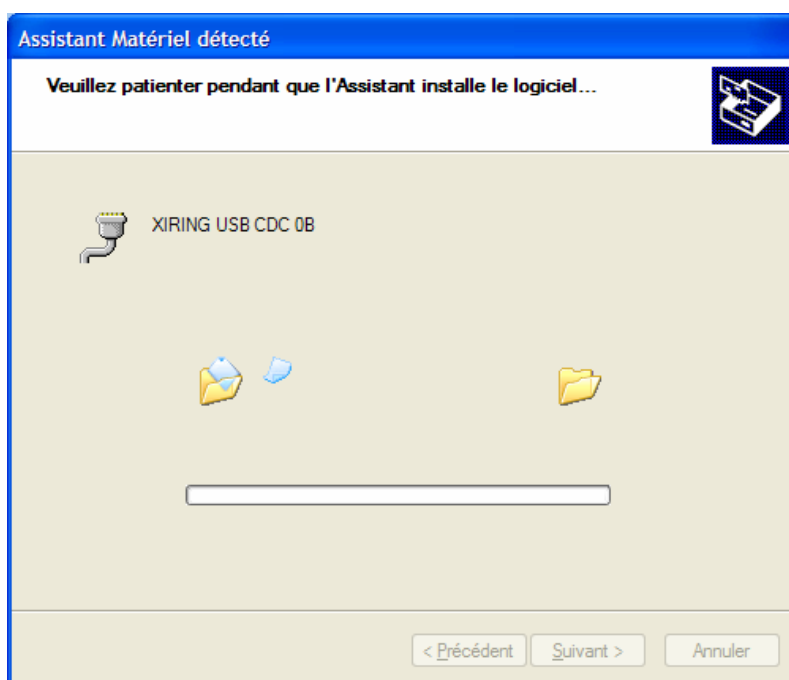 Assistant Matériel détecté
Veuillez patienter pendant que l'Assistant installe le logiciel...
XIRING USB CDC 0B
< Précédent Suivant > Annuler